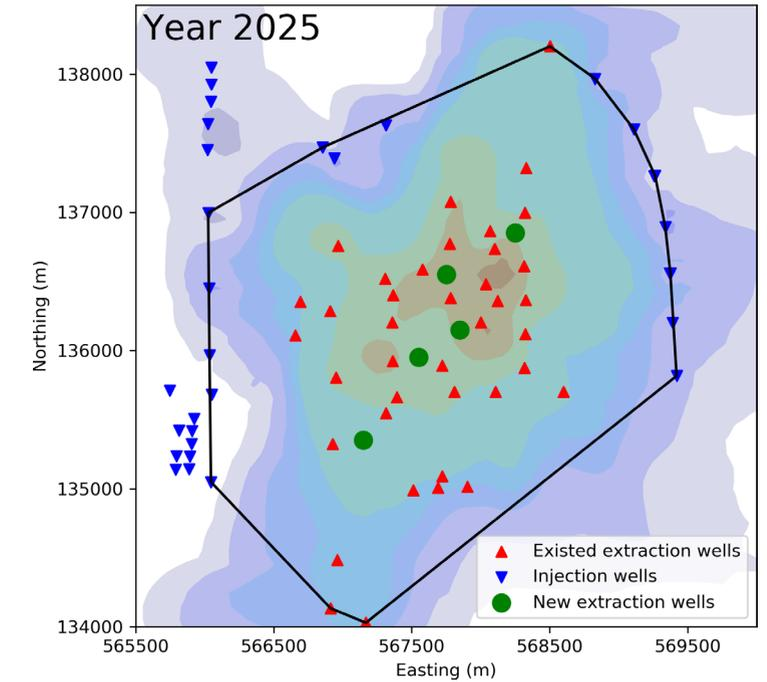 Year 2025
138000
137000
136000
135000
134000
Northing (m)
Existed extraction wells
Injection wells
New extraction wells
565500
566500
567500
568500
569500
Easting (m)